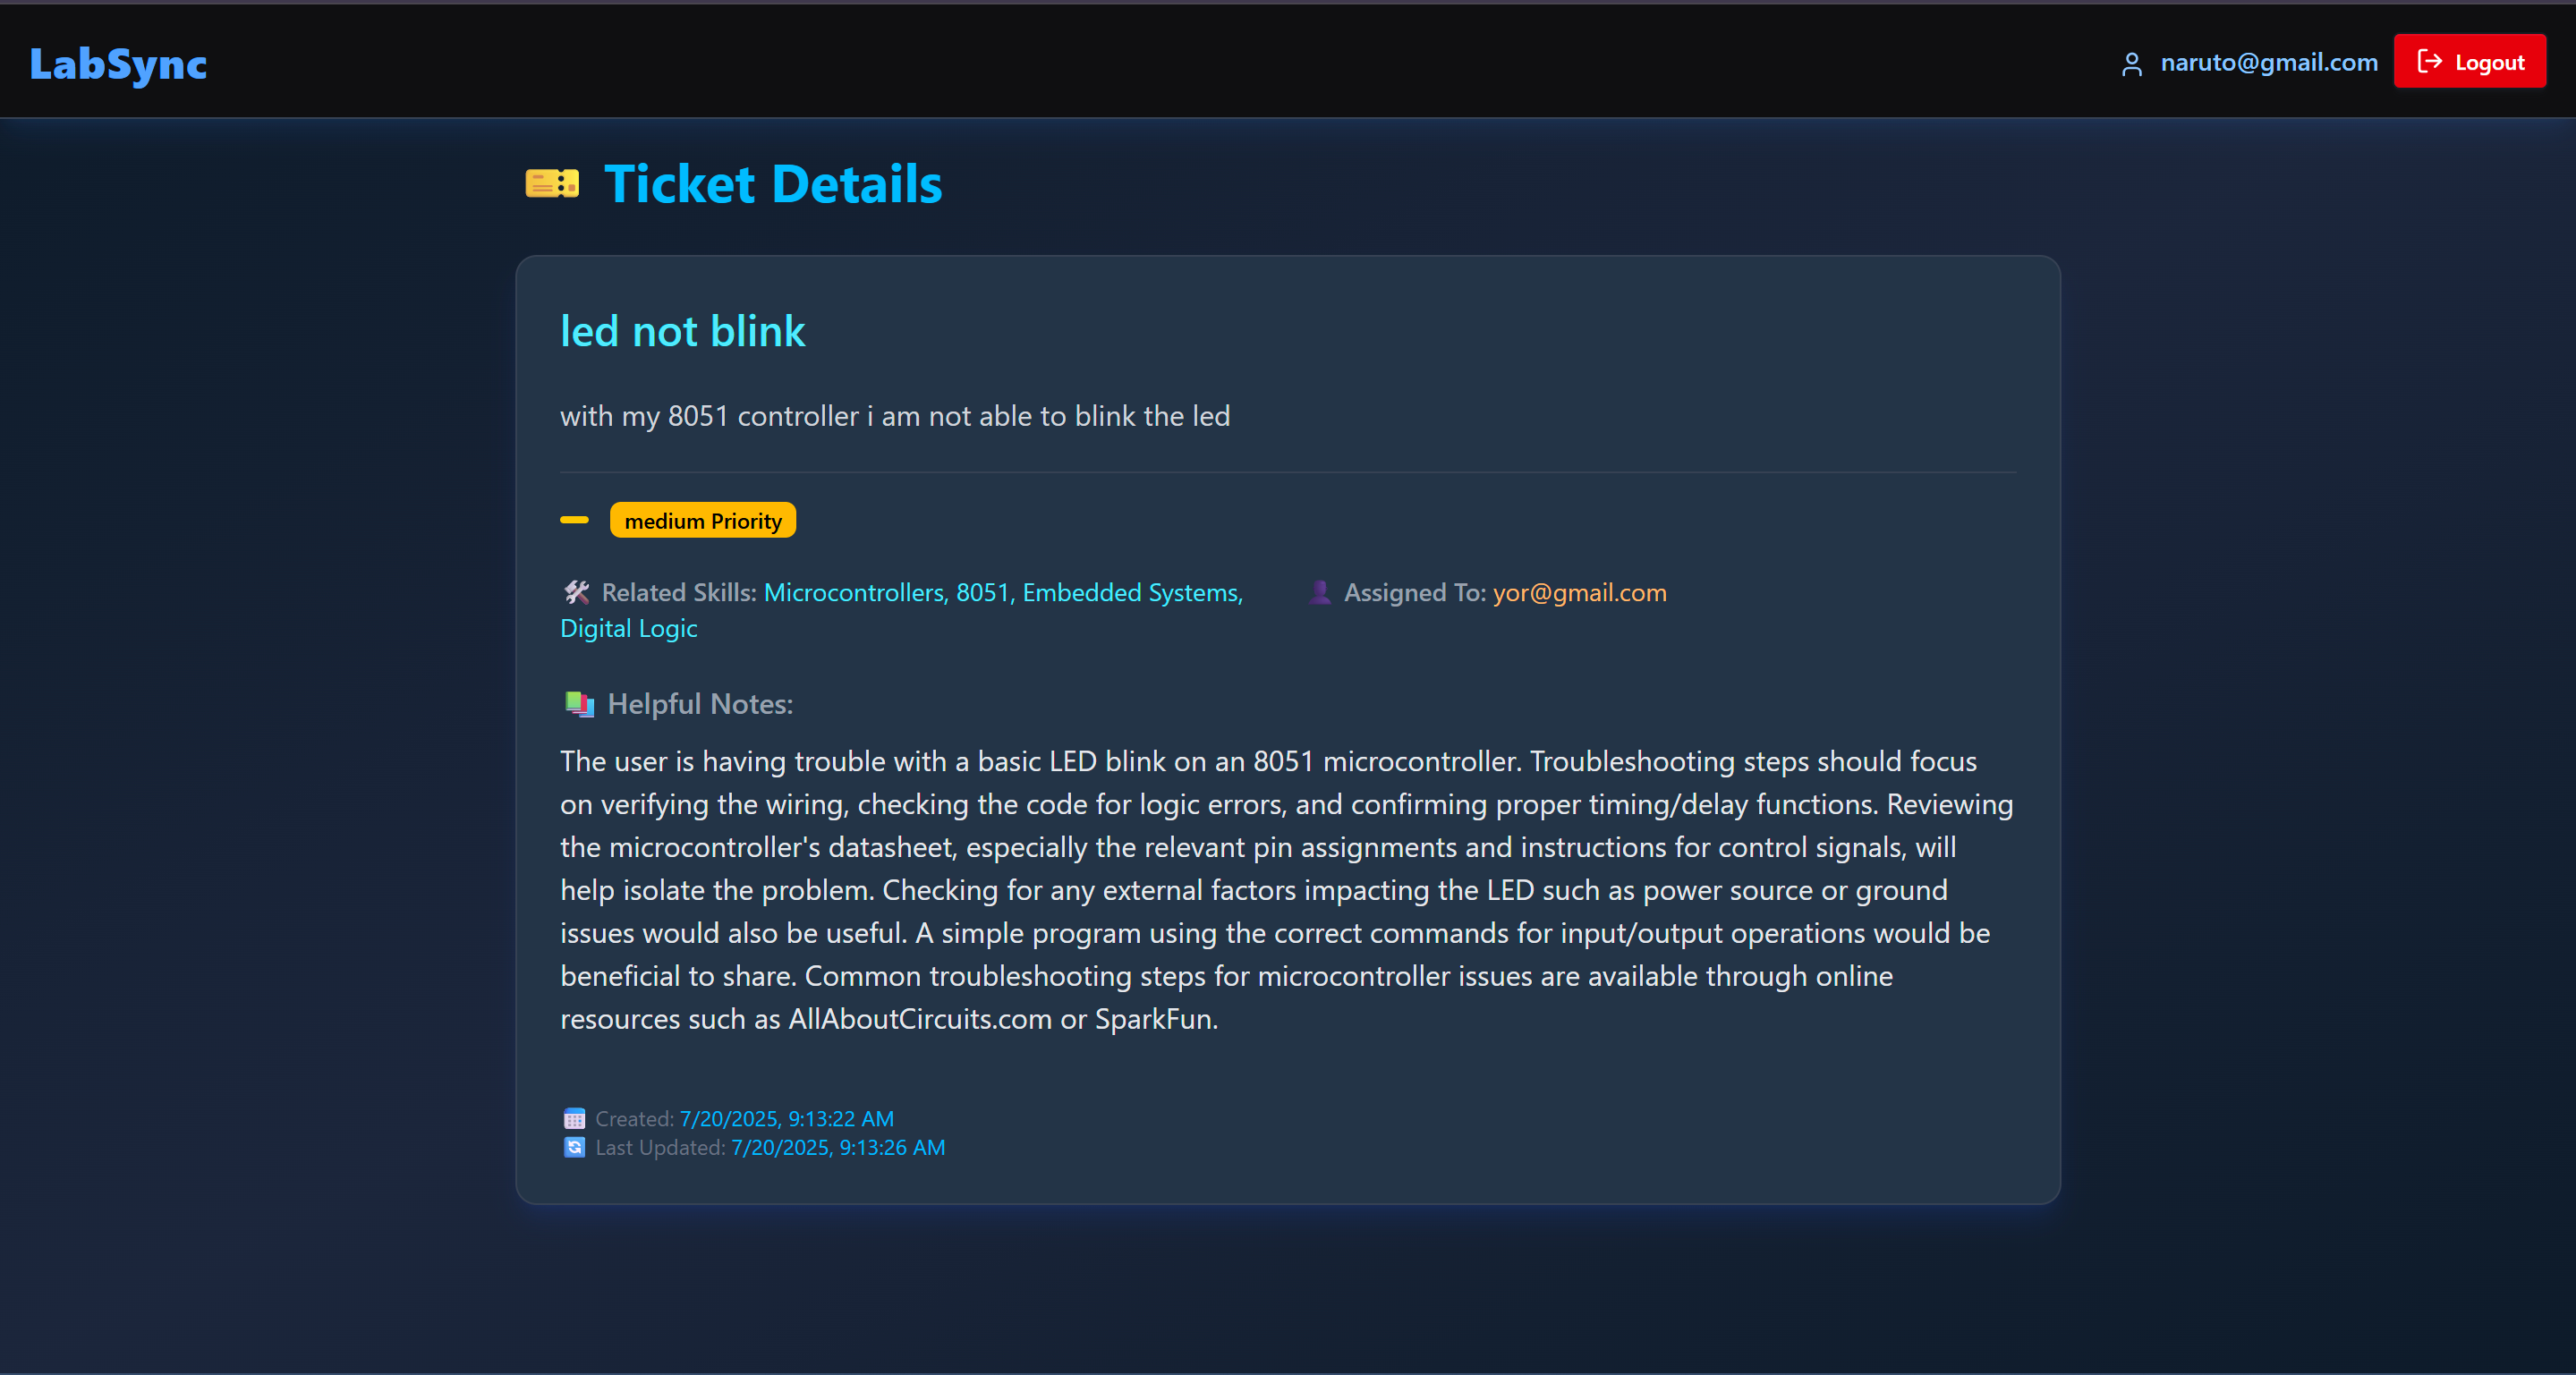 LabSync
naruto@gmail.com
Logout
Ticket Details
led not blink
with my 8051 controller i am not able to blink the led
medium Priority
Related Skills: Microcontrollers, 8051, Embedded Systems,
Digital Logic
Assigned To: yor@gmail.com
Helpful Notes:
The user is having trouble with a basic LED blink on an 8051 microcontroller. Troubleshooting steps should focus
on verifying the wiring, checking the code for logic errors, and confirming proper timing/delay functions. Reviewing
the microcontroller's datasheet, especially the relevant pin assignments and instructions for control signals, will
help isolate the problem. Checking for any external factors impacting the LED such as power source or ground
issues would also be useful. A simple program using the correct commands for input/output operations would be
beneficial to share. Common troubleshooting steps for microcontroller issues are available through online
resources such as AllAboutCircuits.com or SparkFun.
Created: 7/20/2025, 9:13:22 AM
Last Updated: 7/20/2025, 9:13:26 AM